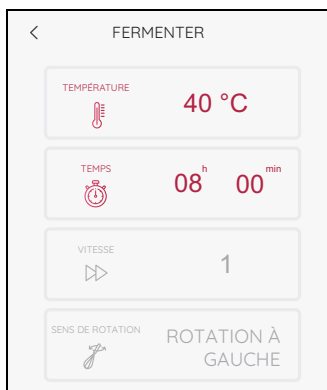 FERMENTER
TEMPÉRATURE
40 °C
TEMPS
08 h 00 min
VITESSE
1
SENS DE ROTATION
ROTATION À
GAUCHE